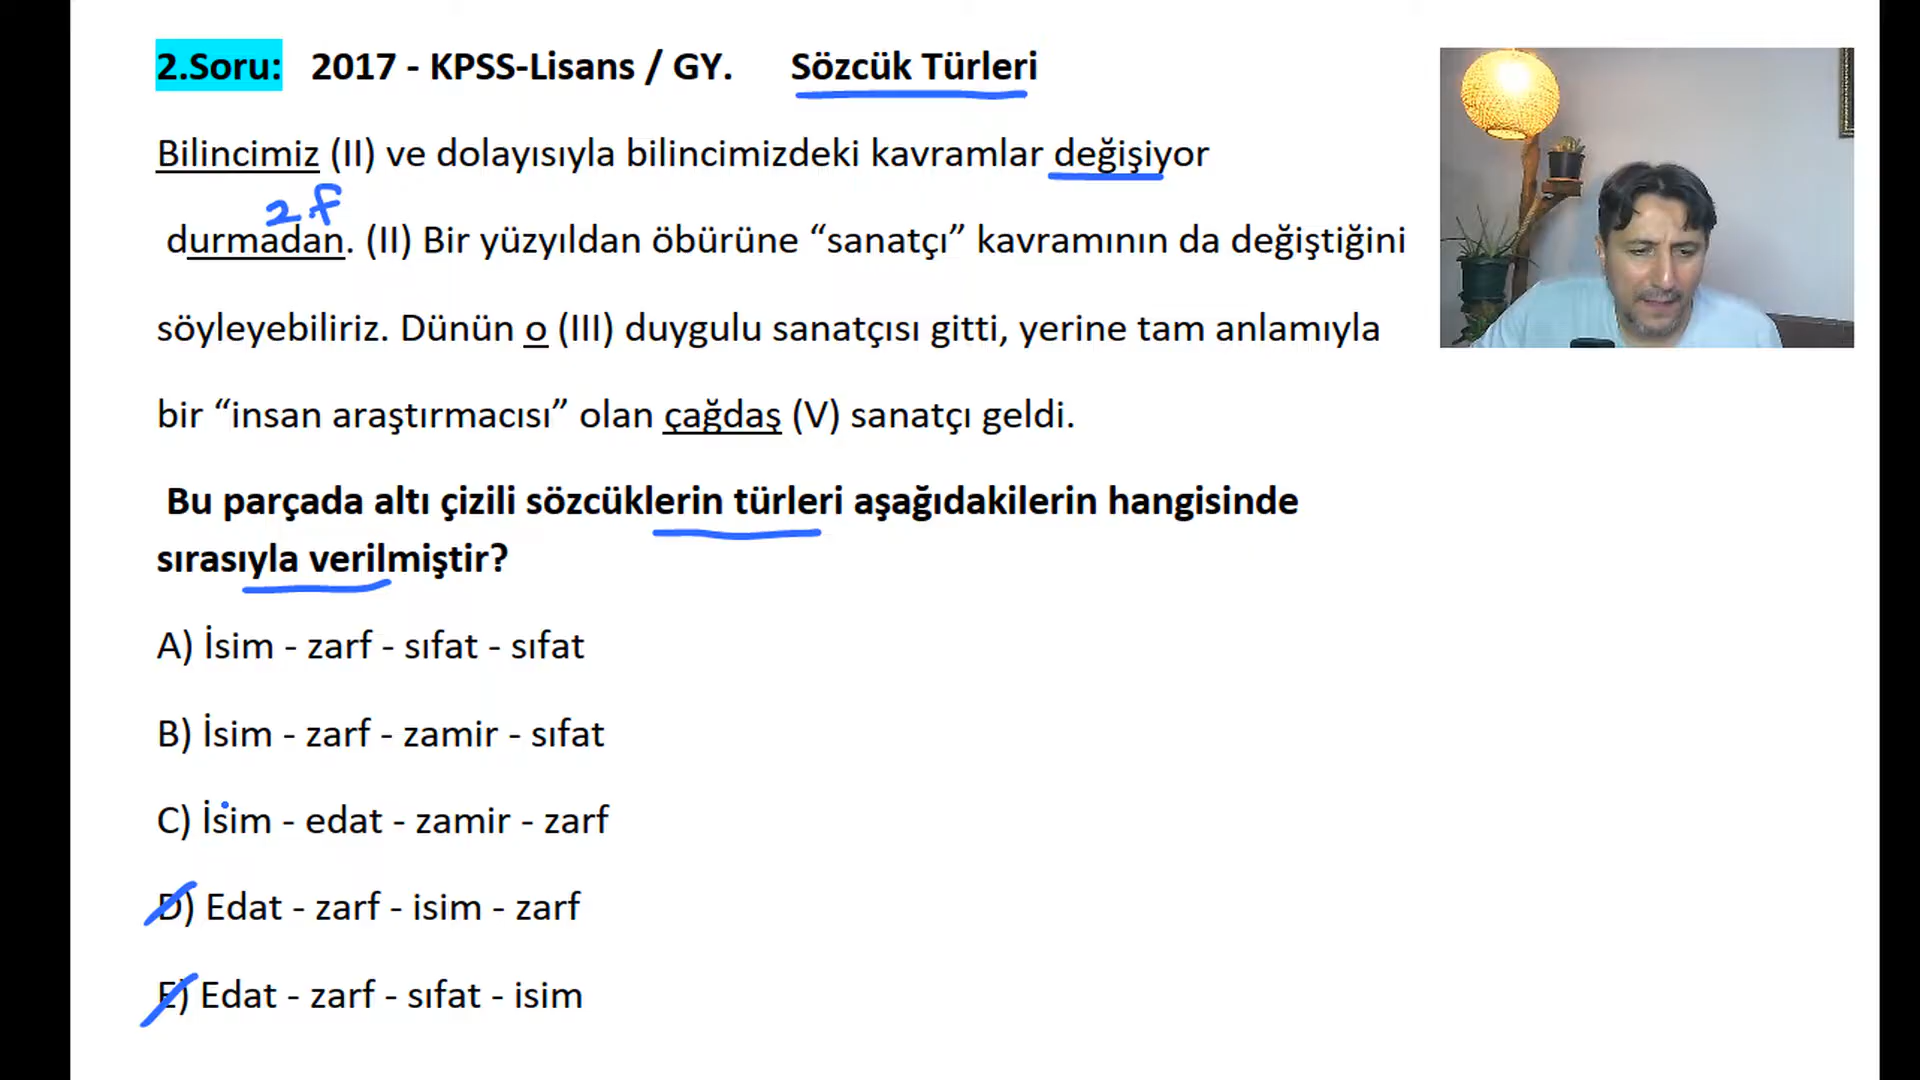 2.Soru: 2017 - KPSS-Lisans / GY. Sözcük Türleri
Bilincimiz (II) ve dolayısıyla bilincimizdeki kavramlar değişiyor
zf
durmadan. (II) Bir yüzyıldan öbürüne “sanatçı” kavramının da değiştiğini
söyleyebiliriz. Dünün o (III) duygulu sanatçısı gitti, yerine tam anlamıyla
bir “insan araştırmacısı” olan çağdaş (V) sanatçı geldi.
Bu parçada altı çizili sözcüklerin türleri aşağıdakilerin hangisinde
sırasıyla verilmiştir?
A) İsim - zarf - sıfat - sıfat
B) İsim - zarf - zamir - sıfat
C) İsim - edat - zamir - zarf
D) Edat - zarf - isim - zarf
E) Edat - zarf - sıfat - isim